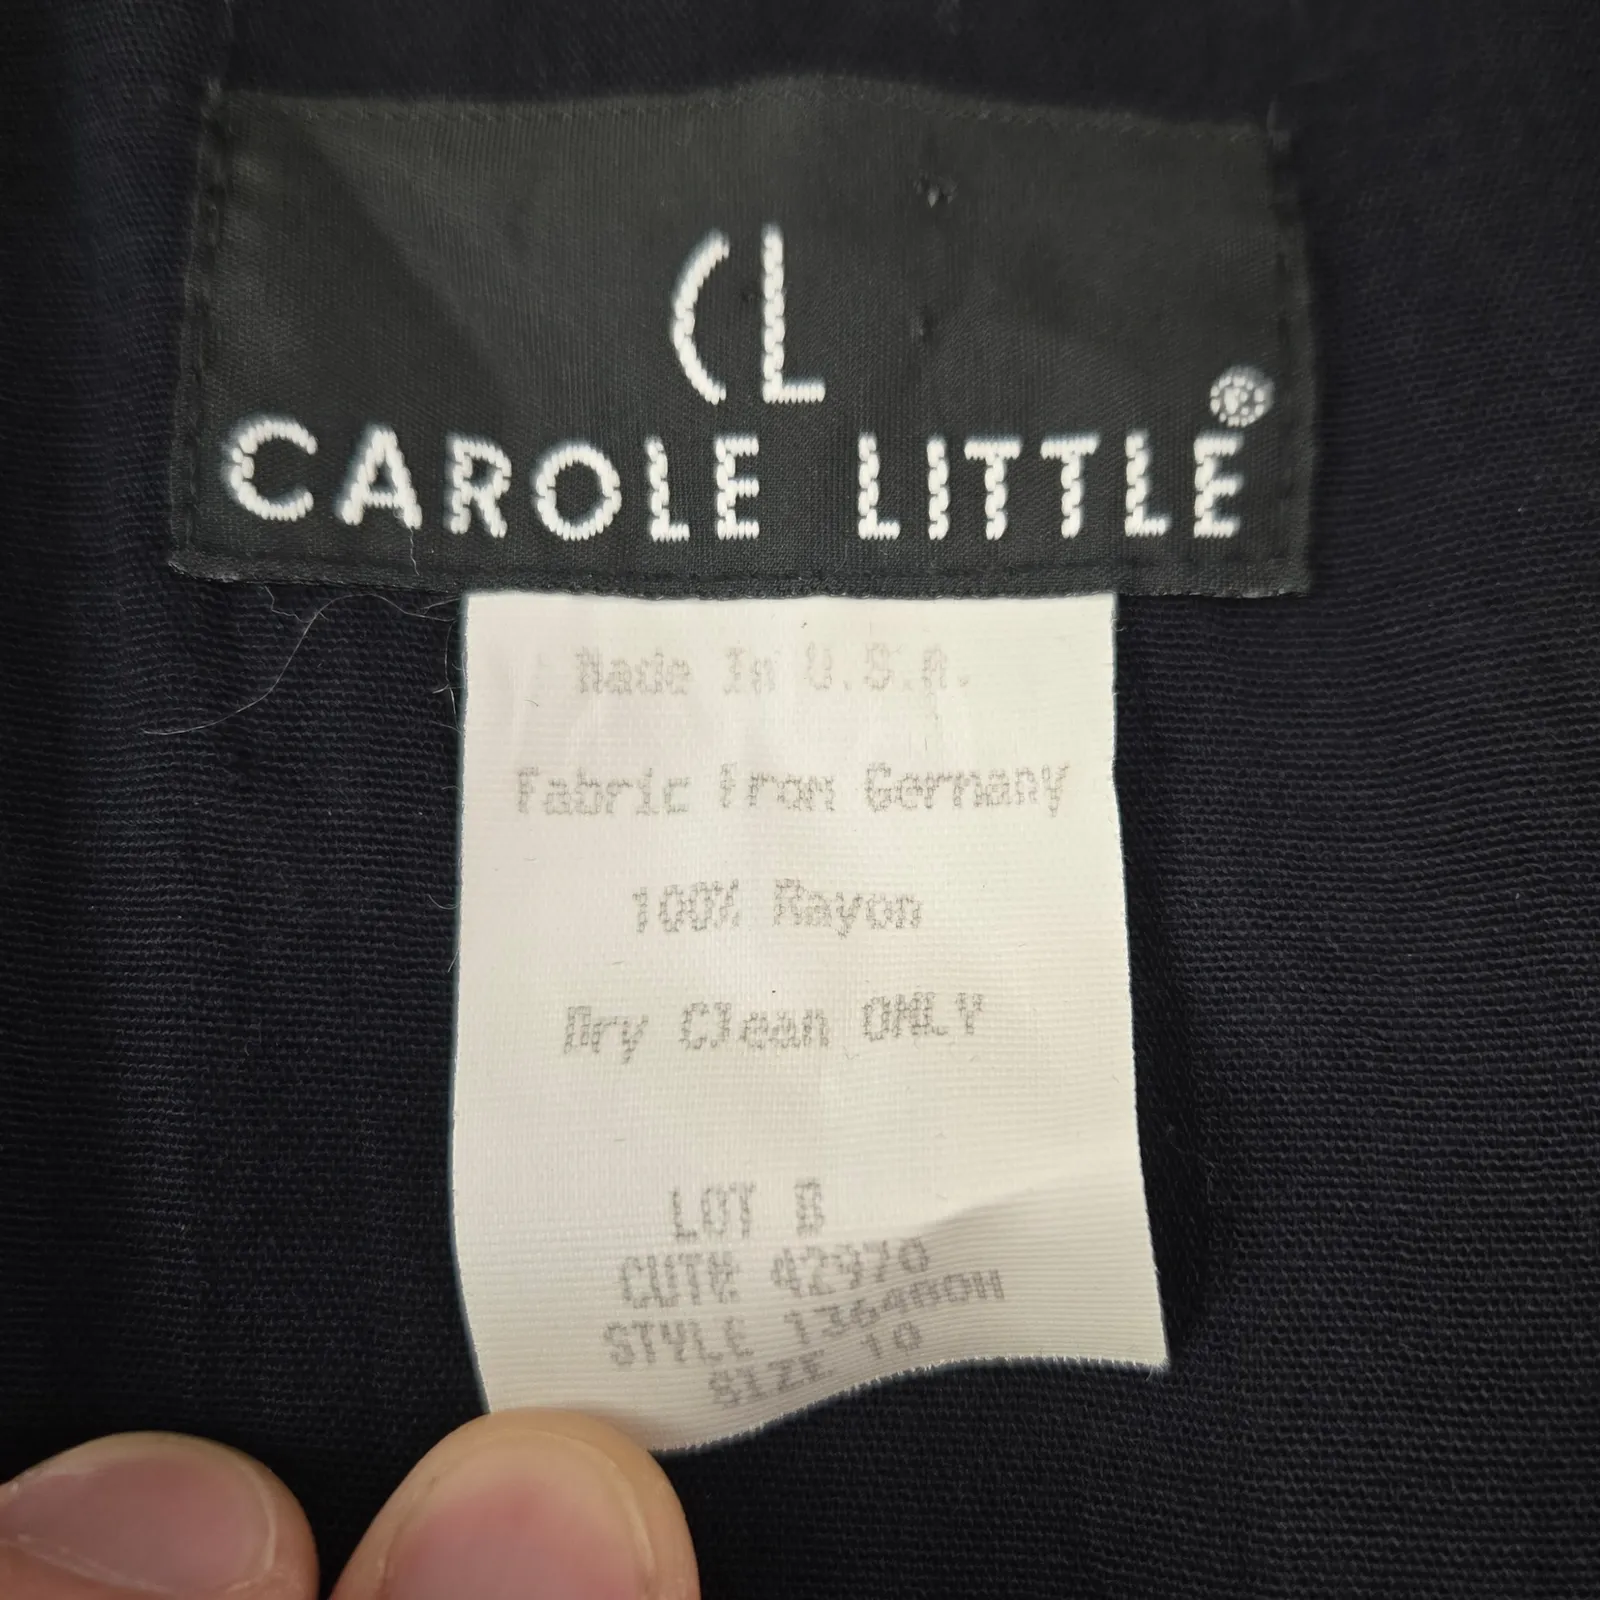 CL
CAROLE LITTLE®
Made In U.S.A.
Fabric From Germany
100% Rayon
Dry Clean ONLY
LOT B
CUT# 42970
STYLE
SIZE 10